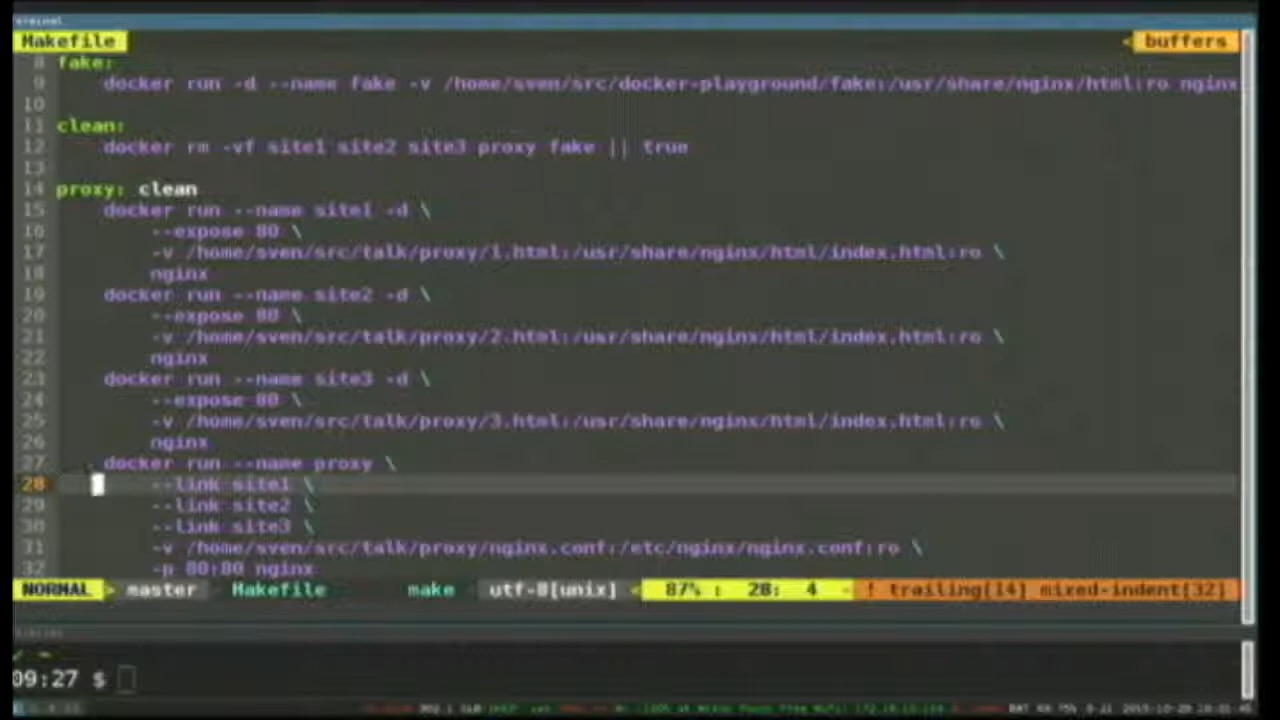 Makefile buffers
8 fake:
9 docker run -d --name fake -v /home/sven/src/docker-playground/fake:/usr/share/nginx/html:ro nginx
10
11 clean:
12 docker rm -vf site1 site2 site3 proxy fake || true
13
14 proxy: clean
15 docker run --name site1 -d \
16 --expose 80 \
17 -v /home/sven/src/talk/proxy/1.html:/usr/share/nginx/html/index.html:ro \
18 nginx
19 docker run --name site2 -d \
20 --expose 80 \
21 -v /home/sven/src/talk/proxy/2.html:/usr/share/nginx/html/index.html:ro \
22 nginx
23 docker run --name site3 -d \
24 --expose 80 \
25 -v /home/sven/src/talk/proxy/3.html:/usr/share/nginx/html/index.html:ro \
26 nginx
27 docker run --name proxy \
28 --link site1 \
29 --link site2 \
30 --link site3 \
31 -v /home/sven/src/talk/proxy/nginx.conf:/etc/nginx/nginx.conf:ro \
32 -p 80:80 nginx
NORMAL > master Makefile make utf-8[unix] < 87% : 28: 4 ! trailing[14] mixed-indent[32]
09:27 $